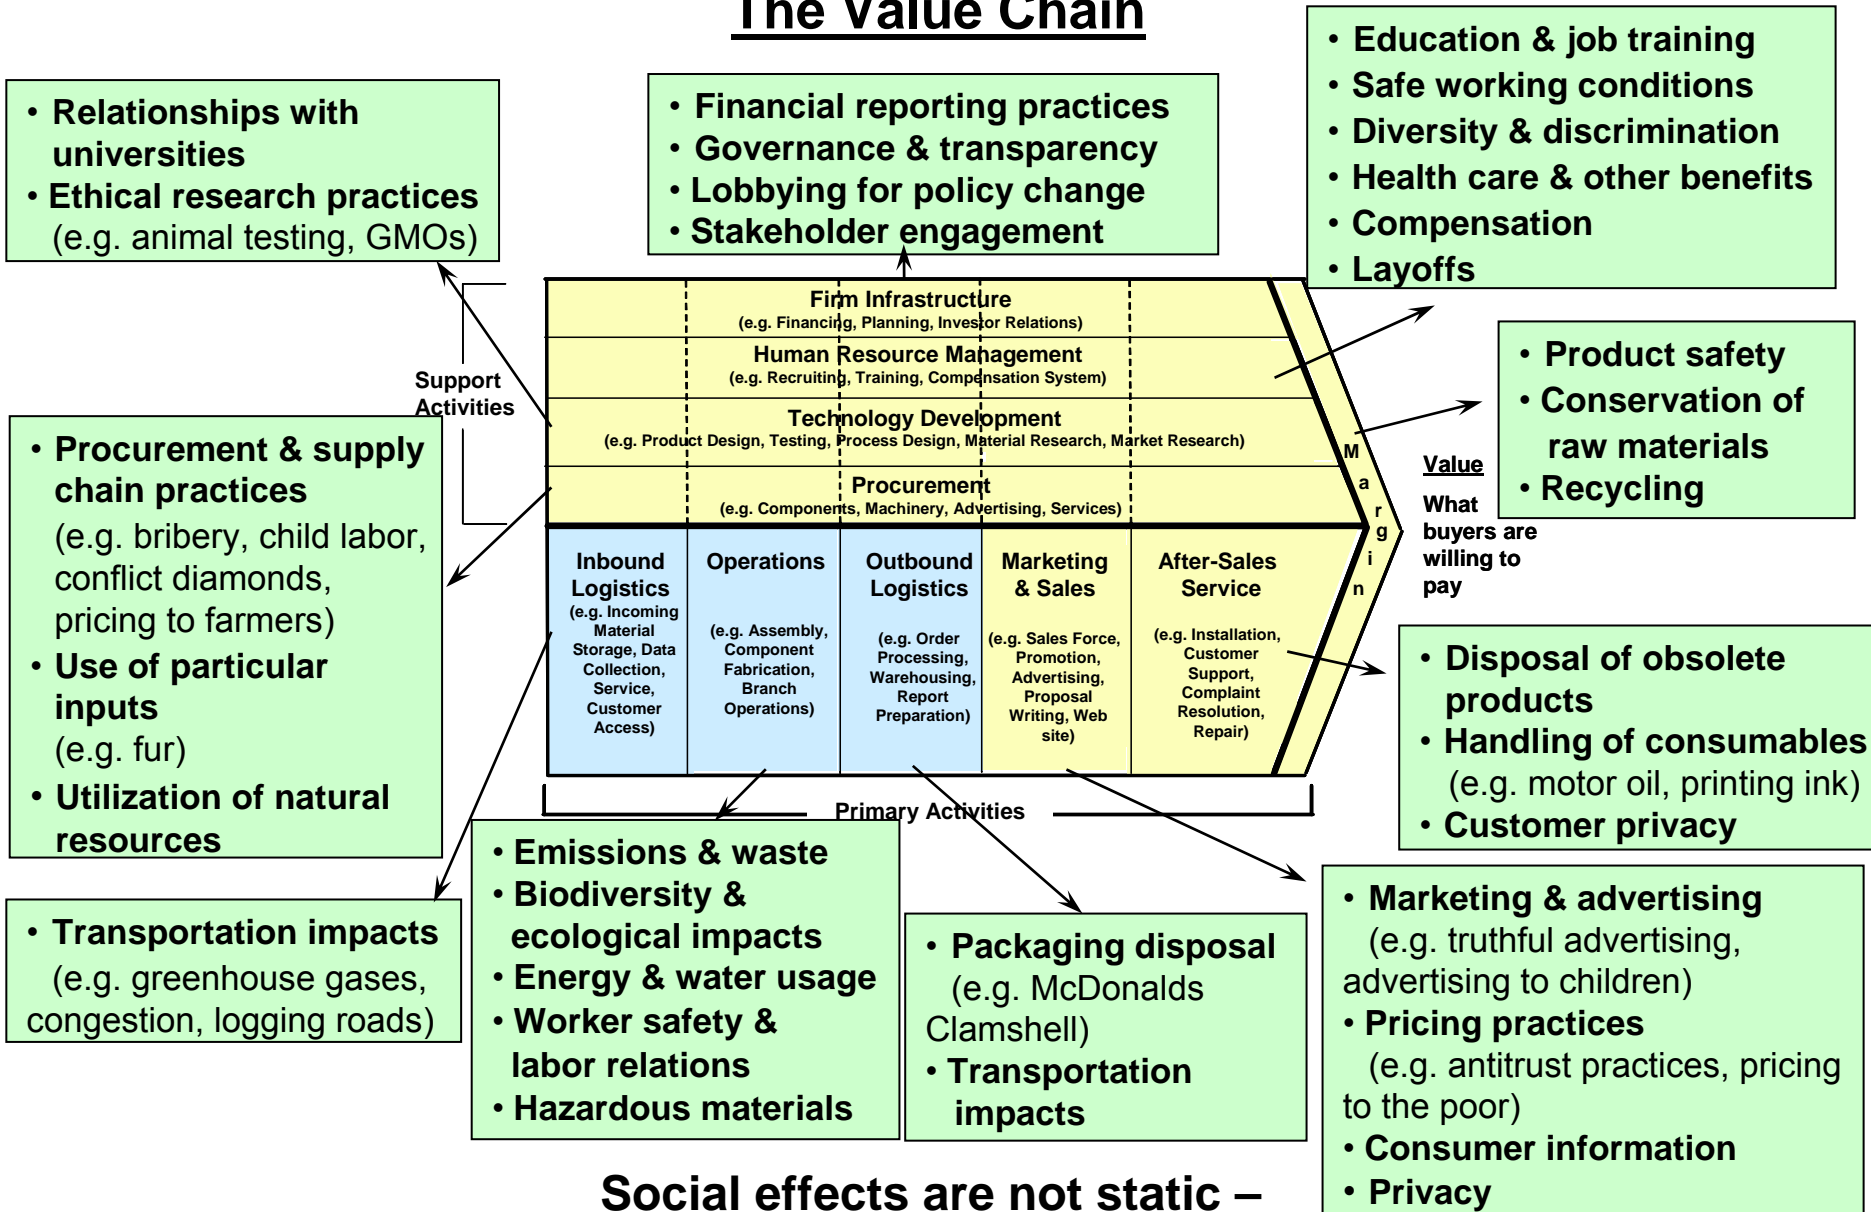 The Value Chain
• Relationships with
universities
• Ethical research practices
(e.g. animal testing, GMOs)
• Financial reporting practices
• Governance & transparency
• Lobbying for policy change
• Stakeholder engagement
• Education & job training
• Safe working conditions
• Diversity & discrimination
• Health care & other benefits
• Compensation
• Layoffs
Support
Activities
Firm Infrastructure
(e.g. Financing, Planning, Investor Relations)
Human Resource Management
(e.g. Recruiting, Training, Compensation System)
Technology Development
(e.g. Product Design, Testing, Process Design, Material Research, Market Research)
Procurement
(e.g. Components, Machinery, Advertising, Services)
Margin
Value
What
buyers are
willing to
pay
• Product safety
• Conservation of
raw materials
• Recycling
• Procurement & supply
chain practices
(e.g. bribery, child labor,
conflict diamonds,
pricing to farmers)
• Use of particular
inputs
(e.g. fur)
• Utilization of natural
resources
Inbound
Logistics
(e.g. Incoming
Material
Storage, Data
Collection,
Service,
Customer
Access)
Operations
(e.g. Assembly,
Component
Fabrication,
Branch
Operations)
Outbound
Logistics
(e.g. Order
Processing,
Warehousing,
Report
Preparation)
Marketing
& Sales
(e.g. Sales Force,
Promotion,
Advertising,
Proposal
Writing, Web
site)
After-Sales
Service
(e.g. Installation,
Customer
Support,
Complaint
Resolution,
Repair)
Primary Activities
• Disposal of obsolete
products
• Handling of consumables
(e.g. motor oil, printing ink)
• Customer privacy
• Transportation impacts
(e.g. greenhouse gases,
congestion, logging roads)
• Emissions & waste
• Biodiversity &
ecological impacts
• Energy & water usage
• Worker safety &
labor relations
• Hazardous materials
• Packaging disposal
(e.g. McDonalds
Clamshell)
• Transportation
impacts
• Marketing & advertising
(e.g. truthful advertising,
advertising to children)
• Pricing practices
(e.g. antitrust practices, pricing
to the poor)
• Consumer information
• Privacy
Social effects are not static –